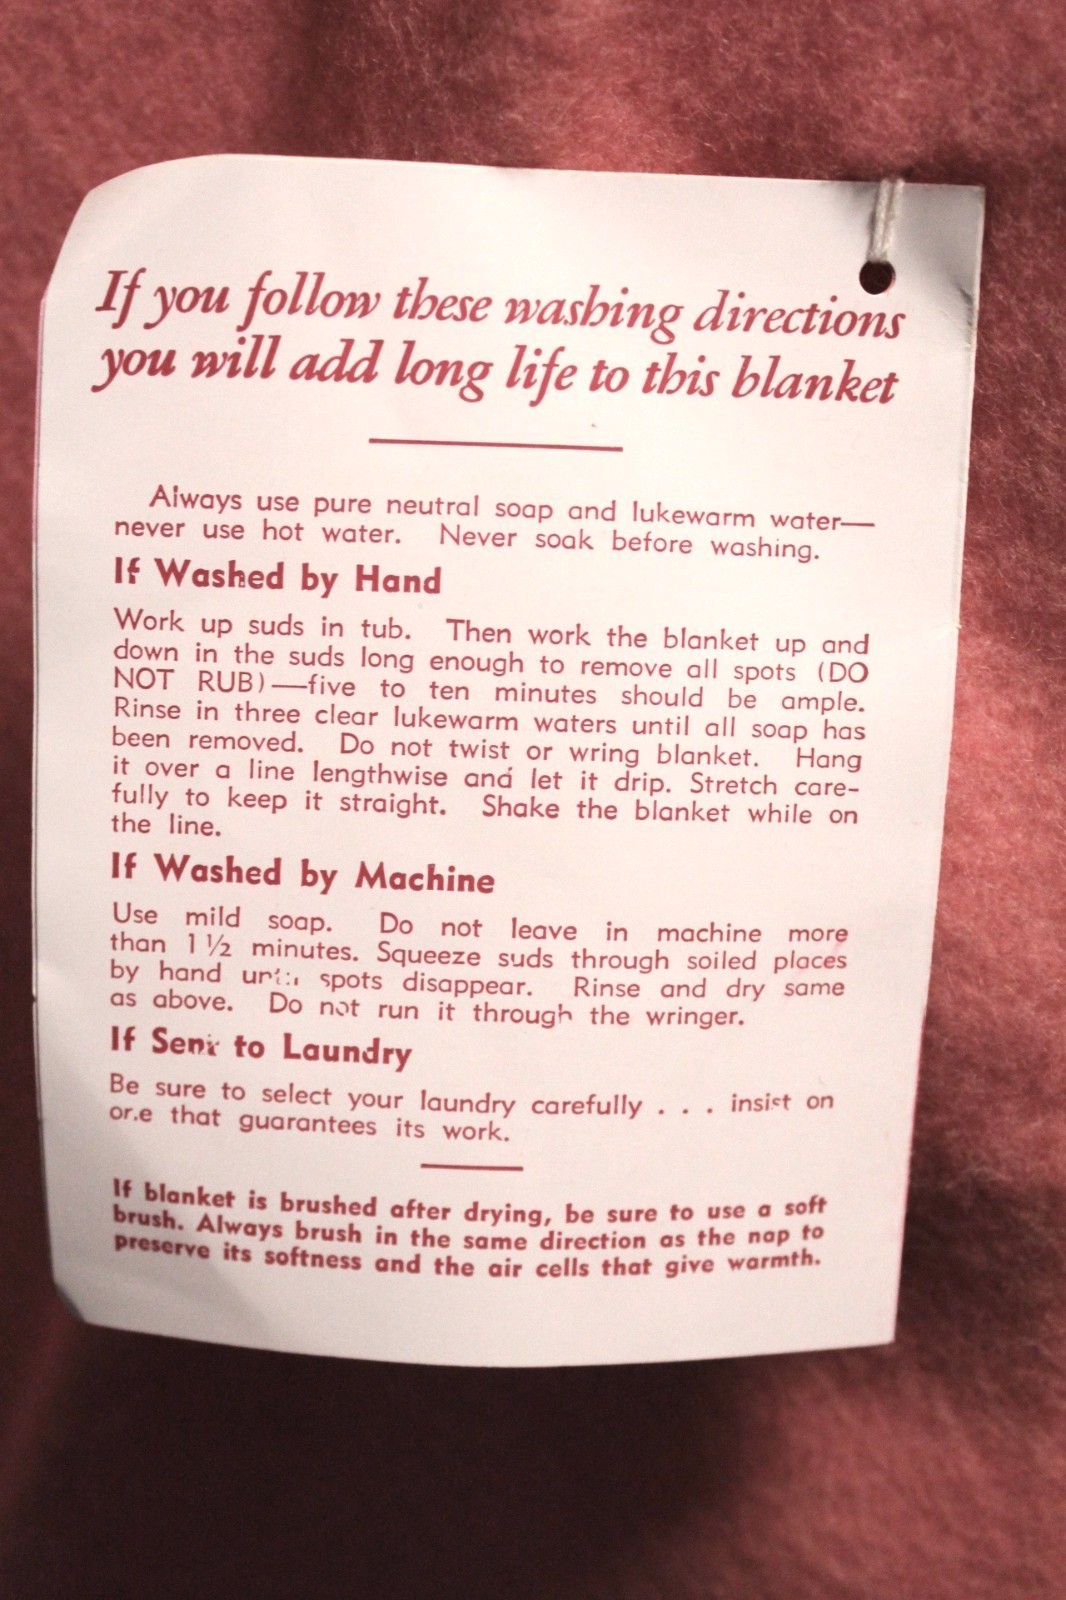 If you follow these washing directions
you will add long life to this blanket
Always use pure neutral soap and lukewarm water—
never use hot water. Never soak before washing.
If Washed by Hand
Work up suds in tub. Then work the blanket up and
down in the suds long enough to remove all spots (DO
NOT RUB)—five to ten minutes should be ample.
Rinse in three clear lukewarm waters until all soap has
been removed. Do not twist or wring blanket. Hang
it over a line lengthwise and let it drip. Stretch care-
fully to keep it straight. Shake the blanket while on
the line.
If Washed by Machine
Use mild soap. Do not leave in machine more
than 1½ minutes. Squeeze suds through soiled places
by hand until spots disappear. Rinse and dry same
as above. Do not run it through the wringer.
If Sent to Laundry
Be sure to select your laundry carefully . . . insist on
one that guarantees its work.
If blanket is brushed after drying, be sure to use a soft
brush. Always brush in the same direction as the nap to
preserve its softness and the air cells that give warmth.